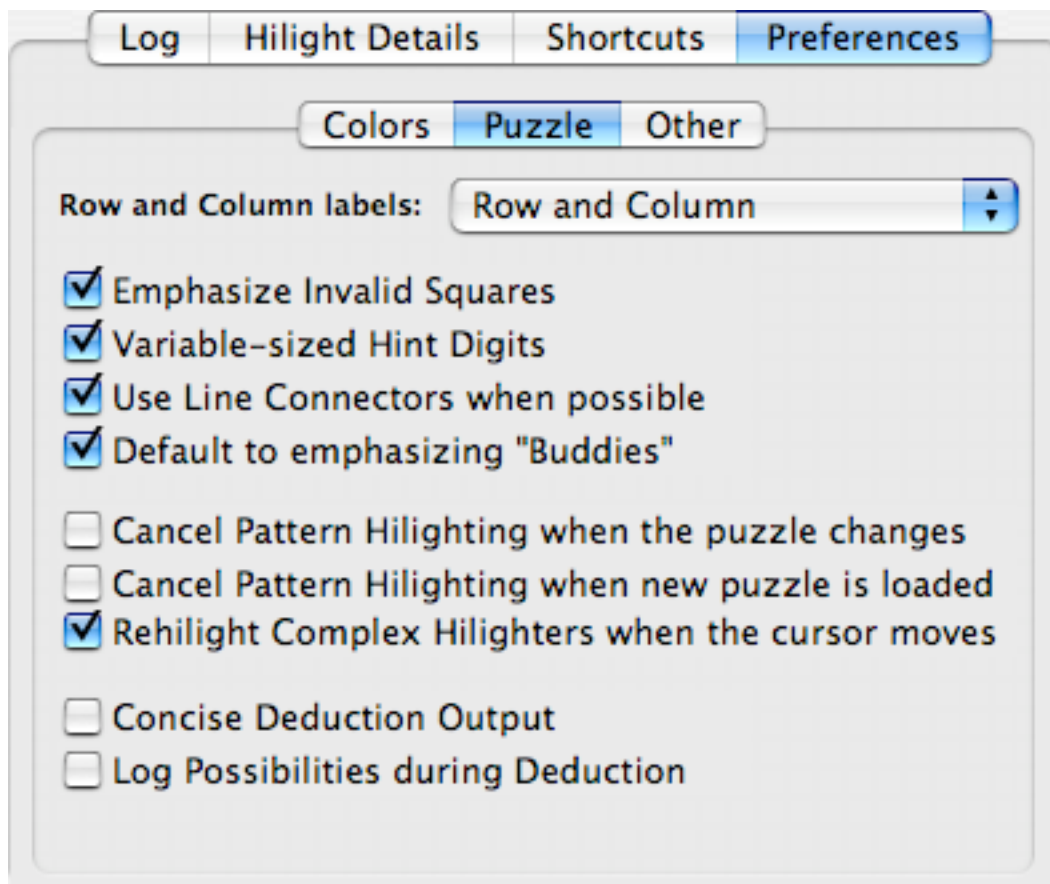 Log Hilight Details Shortcuts Preferences
Colors Puzzle Other
Row and Column labels: Row and Column
Emphasize Invalid Squares
Variable-sized Hint Digits
Use Line Connectors when possible
Default to emphasizing "Buddies"
Cancel Pattern Hilighting when the puzzle changes
Cancel Pattern Hilighting when new puzzle is loaded
Rehilight Complex Hilighters when the cursor moves
Concise Deduction Output
Log Possibilities during Deduction